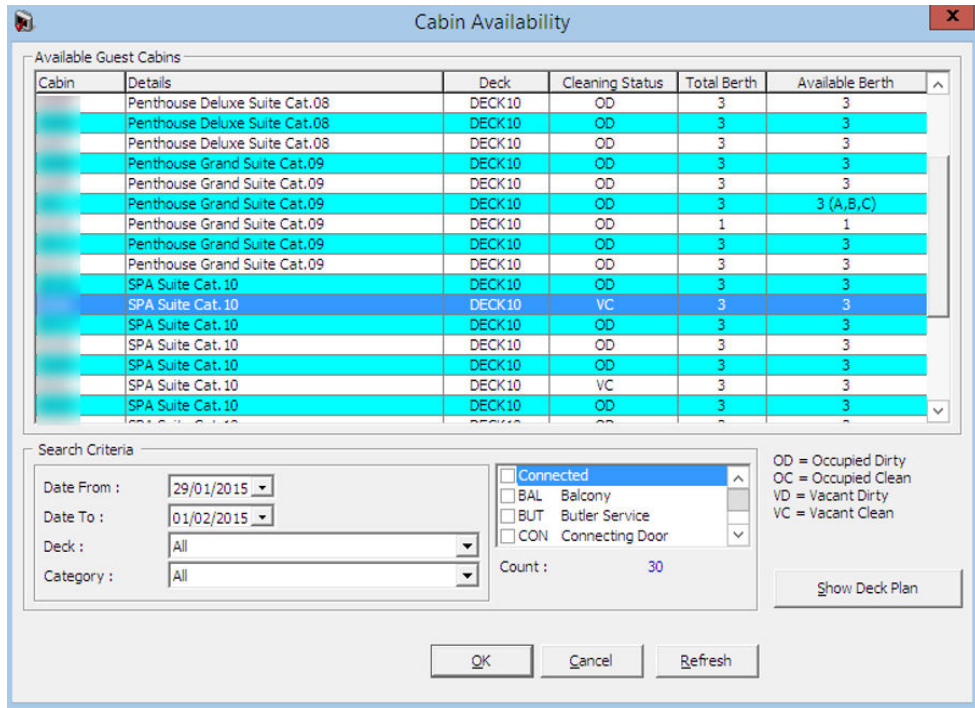 Cabin Availability
x
Available Guest Cabins
Cabin Details Deck Cleaning Status Total Berth Available Berth
Penthouse Deluxe Suite Cat.08 DECK10 OD 3 3
Penthouse Deluxe Suite Cat.08 DECK10 OD 3 3
Penthouse Deluxe Suite Cat.08 DECK10 OD 3 3
Penthouse Grand Suite Cat.09 DECK10 OD 3 3
Penthouse Grand Suite Cat.09 DECK10 OD 3 3
Penthouse Grand Suite Cat.09 DECK10 OD 3 3 (A,B,C)
Penthouse Grand Suite Cat.09 DECK10 OD 1 1
Penthouse Grand Suite Cat.09 DECK10 OD 3 3
Penthouse Grand Suite Cat.09 DECK10 OD 3 3
SPA Suite Cat.10 DECK10 OD 3 3
SPA Suite Cat.10 DECK10 VC 3 3
SPA Suite Cat.10 DECK10 OD 3 3
SPA Suite Cat.10 DECK10 OD 3 3
SPA Suite Cat.10 DECK10 OD 3 3
SPA Suite Cat.10 DECK10 VC 3 3
SPA Suite Cat.10 DECK10 OD 3 3
Search Criteria
Date From : 29/01/2015
Date To : 01/02/2015
Deck : All
Category : All
Connected
BAL Balcony
BUT Butler Service
CON Connecting Door
Count : 30
OD = Occupied Dirty
OC = Occupied Clean
VD = Vacant Dirty
VC = Vacant Clean
Show Deck Plan
OK Cancel Refresh